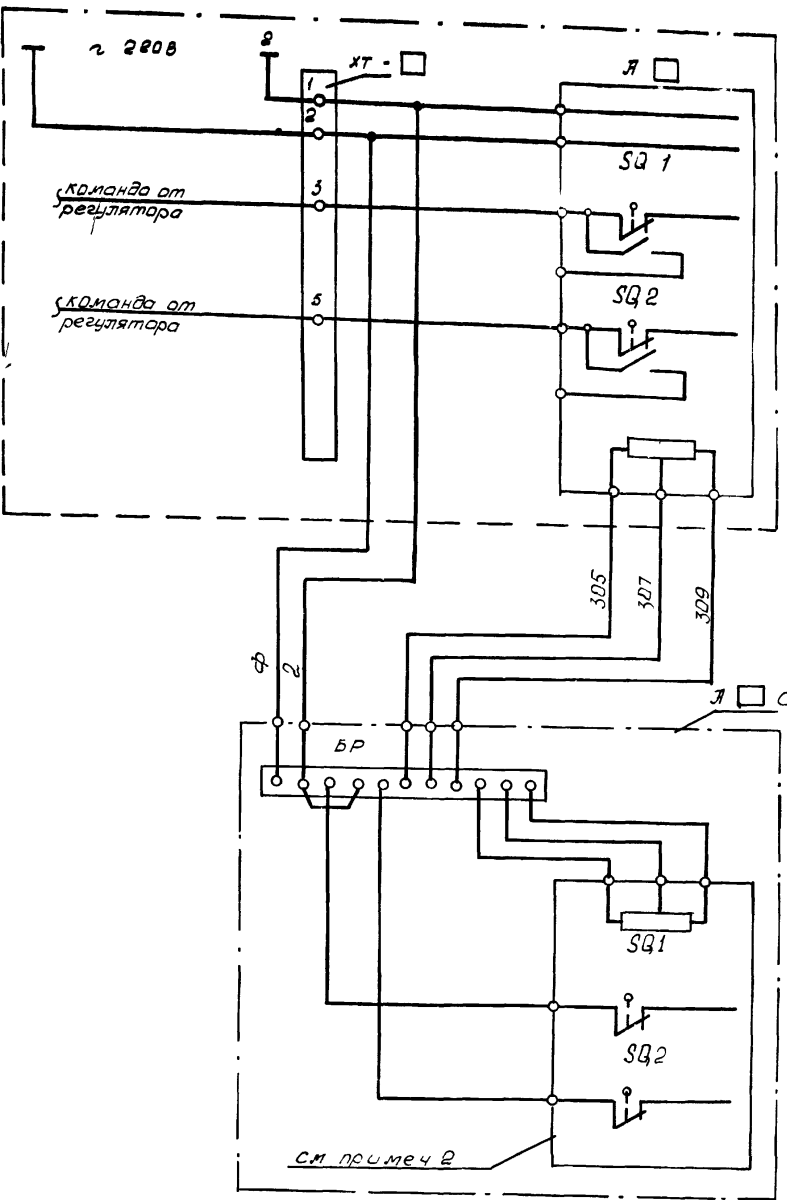 ~ 220В
2
ХТ -
А
1
2
SQ 1
команда от
регулятора
3
SQ 2
команда от
регулятора
5
305
307
309
Ф
2
А
БР
SQ1
SQ2
см примеч 2